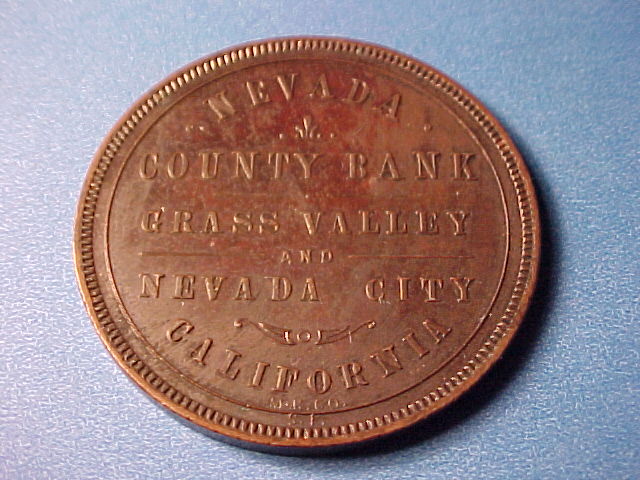 NEVADA
COUNTY BANK
GRASS VALLEY
AND
NEVADA CITY
CALIFORNIA